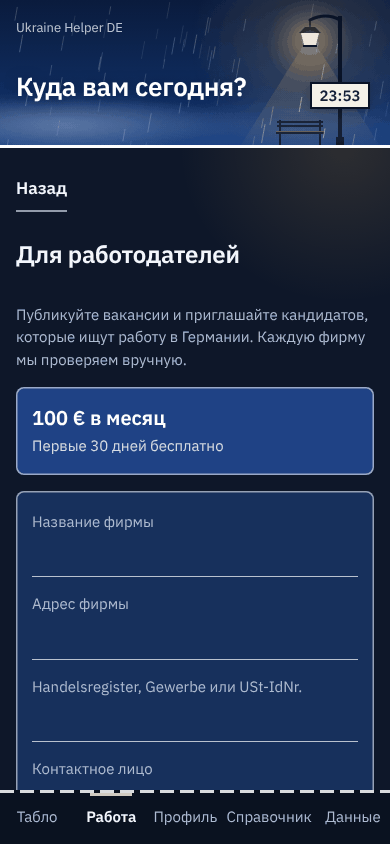 Ukraine Helper DE
Куда вам сегодня?
23:53
Назад
Для работодателей
Публикуйте вакансии и приглашайте кандидатов,
которые ищут работу в Германии. Каждую фирму
мы проверяем вручную.
100 € в месяц
Первые 30 дней бесплатно
Название фирмы
Адрес фирмы
Handelsregister, Gewerbe или USt-IdNr.
Контактное лицо
Табло Работа Профиль Справочник Данные